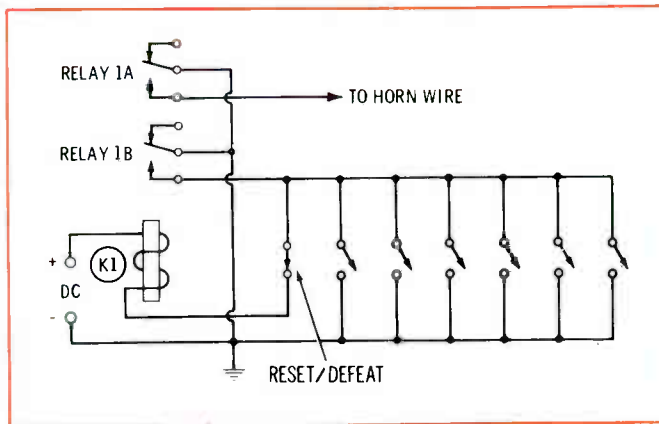 RELAY 1A
TO HORN WIRE
RELAY 1B
+
K1
DC
-
RESET/DEFEAT